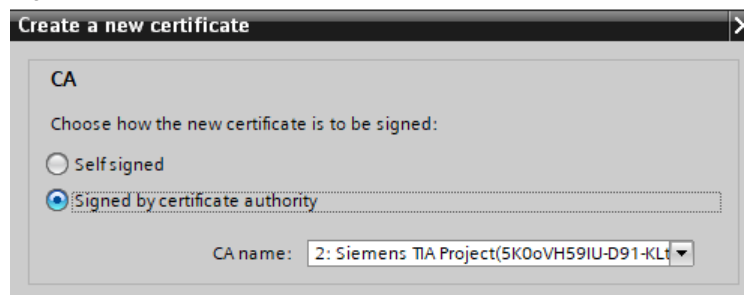 Create a new certificate
CA
Choose how the new certificate is to be signed:
Self signed
Signed by certificate authority
CA name: 2: Siemens TIA Project(5K0oVH59IU-D91-KLt